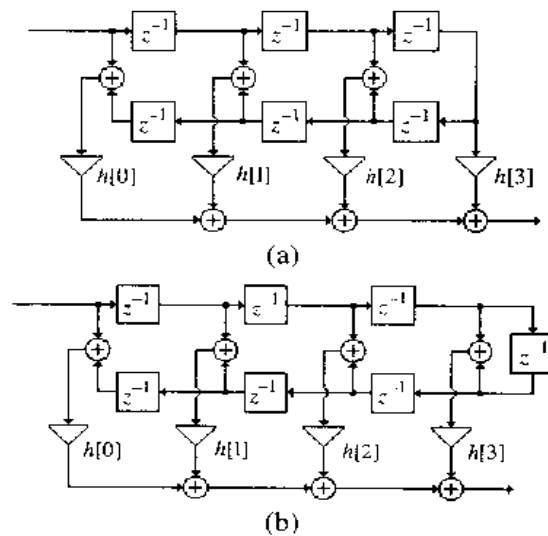 z⁻¹ z⁻¹ z⁻¹
+ + +
z⁻¹ z⁻¹ z⁻¹
h[0] h[1] h[2] h[3]
+ + +
(a)
z⁻¹ z⁻¹ z⁻¹
z⁻¹
+ + + +
z⁻¹ z⁻¹ z⁻¹
h[0] h[1] h[2] h[3]
+ + +
(b)